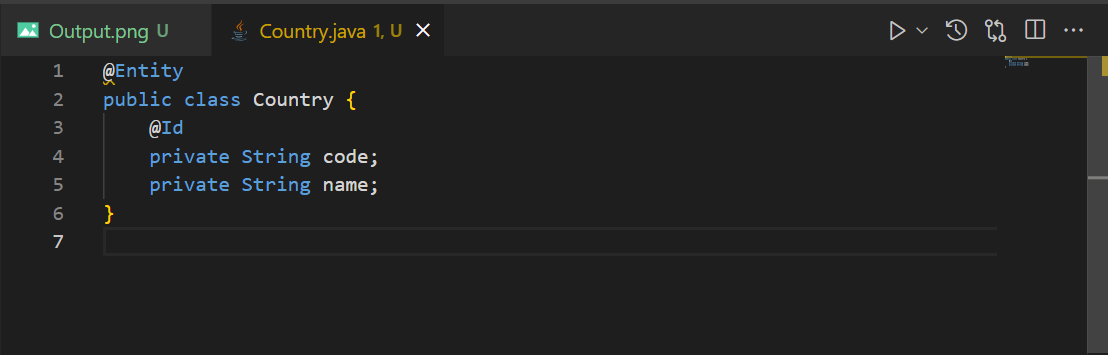 Output.png U
Country.java 1, U
1 @Entity
2 public class Country {
3     @Id
4     private String code;
5     private String name;
6 }
7